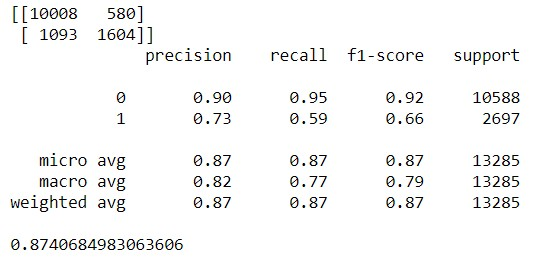 [[10008 580]
[ 1093 1604]]
precision recall f1-score support
0 0.90 0.95 0.92 10588
1 0.73 0.59 0.66 2697
micro avg 0.87 0.87 0.87 13285
macro avg 0.82 0.77 0.79 13285
weighted avg 0.87 0.87 0.87 13285
0.8740684983063606